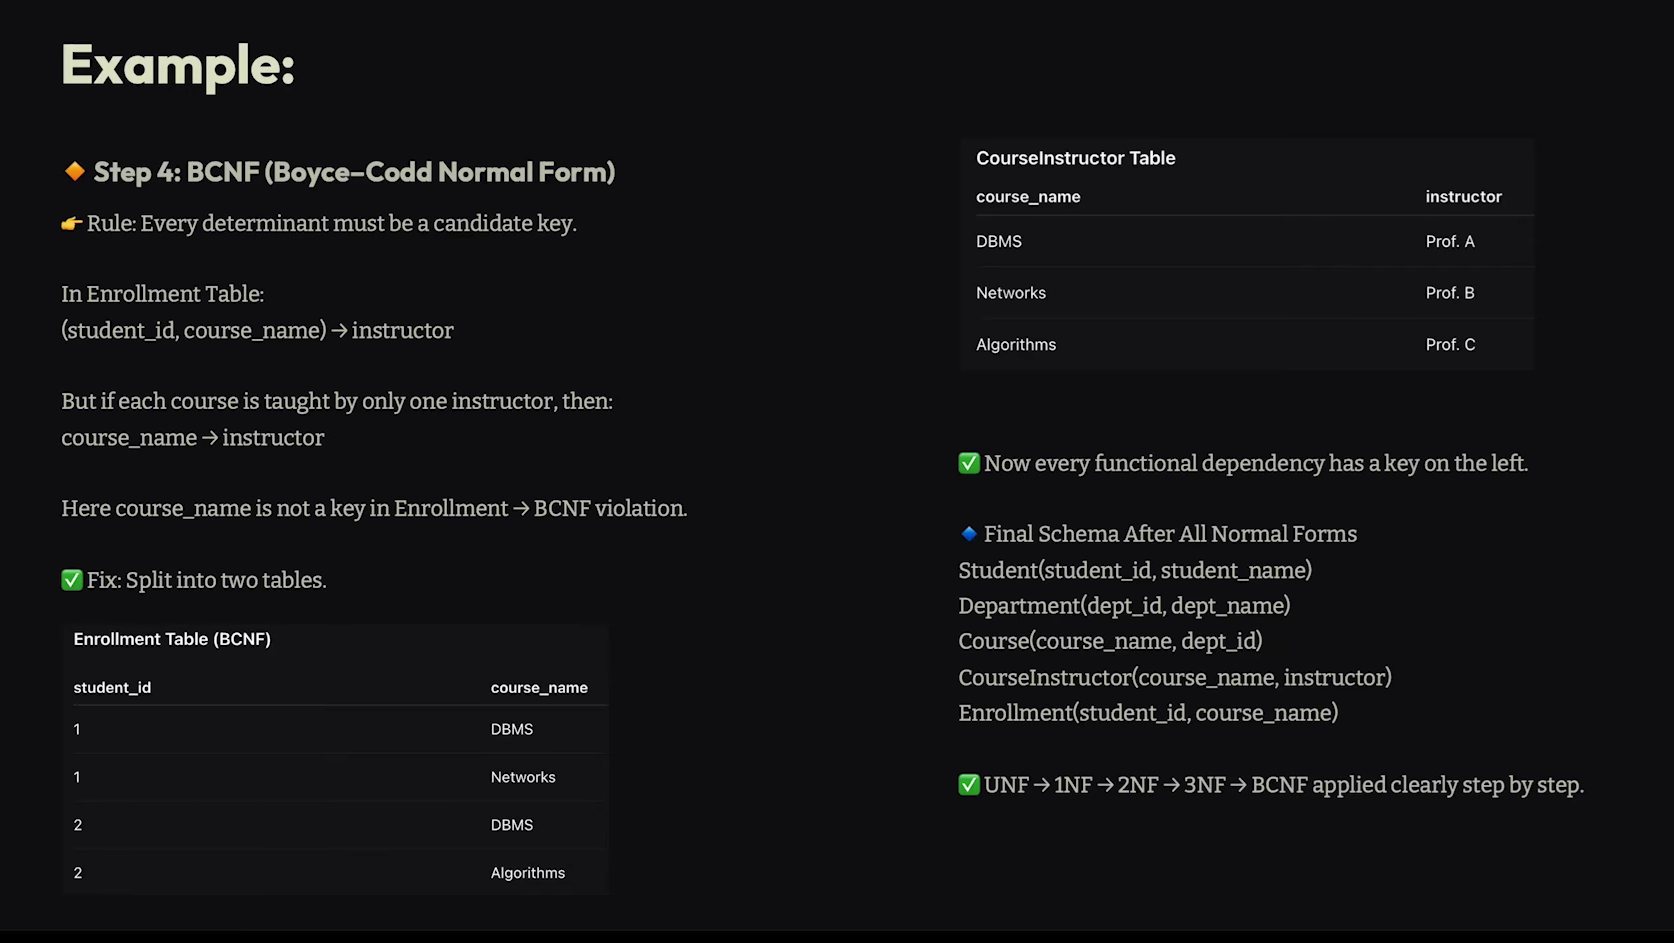 Example:
🔶 Step 4: BCNF (Boyce–Codd Normal Form)
👉 Rule: Every determinant must be a candidate key.
In Enrollment Table:
(student_id, course_name) → instructor
But if each course is taught by only one instructor, then:
course_name → instructor
Here course_name is not a key in Enrollment → BCNF violation.
✅ Fix: Split into two tables.
Enrollment Table (BCNF)
student_id course_name
1 DBMS
1 Networks
2 DBMS
2 Algorithms
CourseInstructor Table
course_name instructor
DBMS Prof. A
Networks Prof. B
Algorithms Prof. C
✅ Now every functional dependency has a key on the left.
🔹 Final Schema After All Normal Forms
Student(student_id, student_name)
Department(dept_id, dept_name)
Course(course_name, dept_id)
CourseInstructor(course_name, instructor)
Enrollment(student_id, course_name)
✅ UNF → 1NF → 2NF → 3NF → BCNF applied clearly step by step.